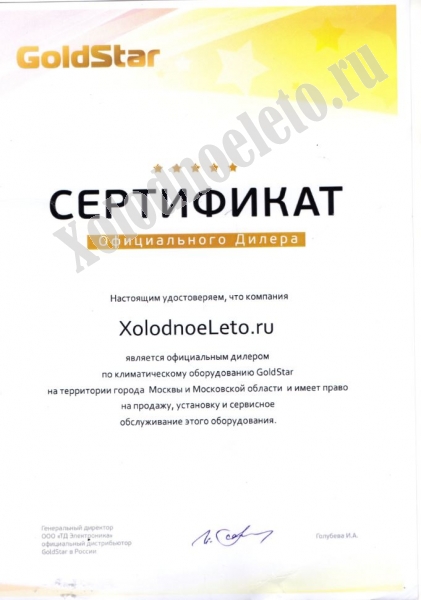 GoldStar
Xolodnoeleto.ru
СЕРТИФИКАТ
Официального Дилера
Настоящим удостоверяем, что компания
XolodnoeLeto.ru
является официальным дилером
по климатическому оборудованию GoldStar
на территории города Москвы и Московской области и имеет право
на продажу, установку и сервисное
обслуживание этого оборудования.
Генеральный директор
ООО «ТД Электроника»
официальный дистрибьютор
GoldStar в России
Голубева И.А.